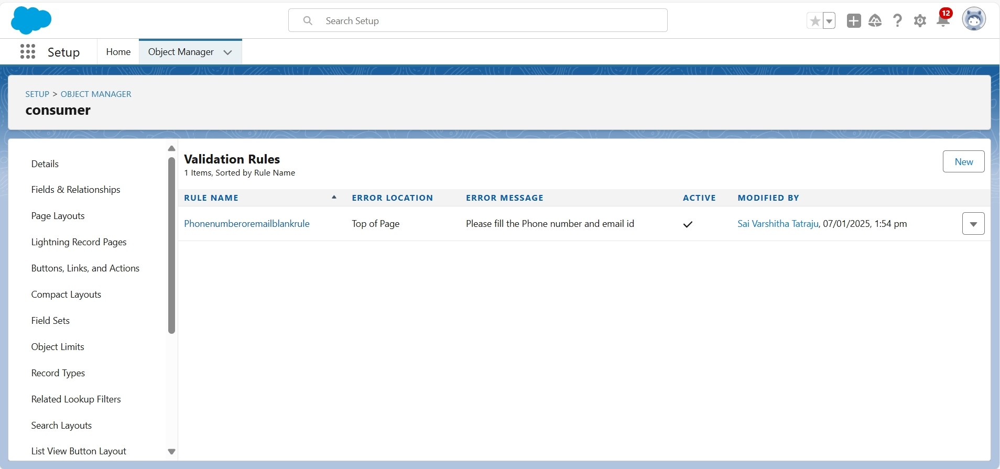 Search Setup
12
Setup
Home
Object Manager
SETUP > OBJECT MANAGER
consumer
Details
Fields & Relationships
Page Layouts
Lightning Record Pages
Buttons, Links, and Actions
Compact Layouts
Field Sets
Object Limits
Record Types
Related Lookup Filters
Search Layouts
List View Button Layout
Validation Rules
1 Items, Sorted by Rule Name
New
RULE NAME ERROR LOCATION ERROR MESSAGE ACTIVE MODIFIED BY
Phonenumberoremailblankrule Top of Page Please fill the Phone number and email id Sai Varshitha Tatraju, 07/01/2025, 1:54 pm